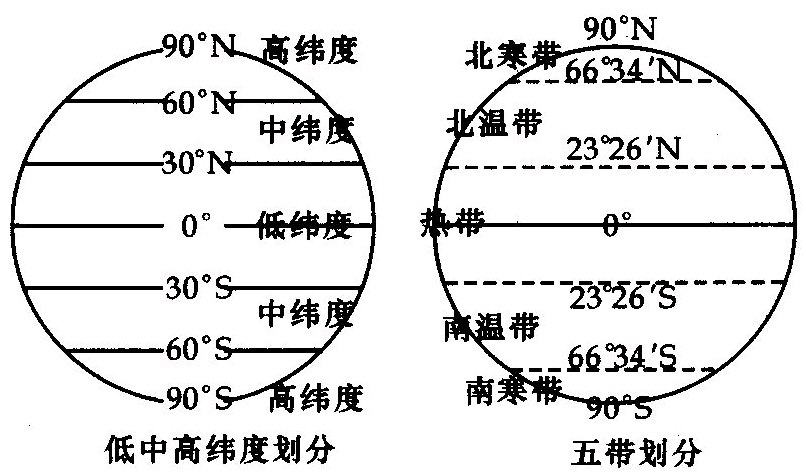 90°N 高纬度
60°N
中纬度
30°N
0° 低纬度
30°S
中纬度
60°S
90°S 高纬度
低中高纬度划分
90°N
北寒带
66°34′N
北温带
23°26′N
热带 0°
23°26′S
南温带
66°34′S
南寒带
90°S
五带划分